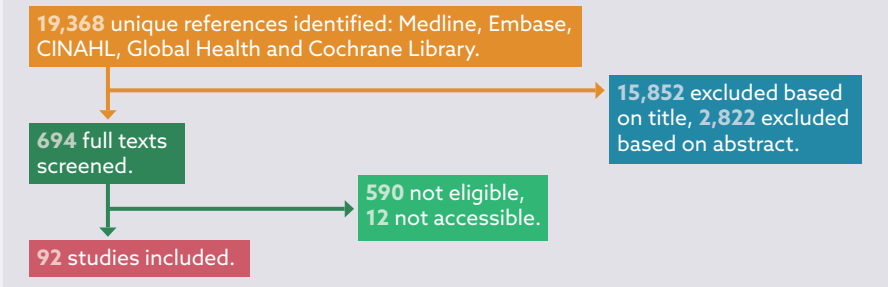 19,368 unique references identified: Medline, Embase,
CINAHL, Global Health and Cochrane Library.
15,852 excluded based
on title, 2,822 excluded
based on abstract.
694 full texts
screened.
590 not eligible,
12 not accessible.
92 studies included.